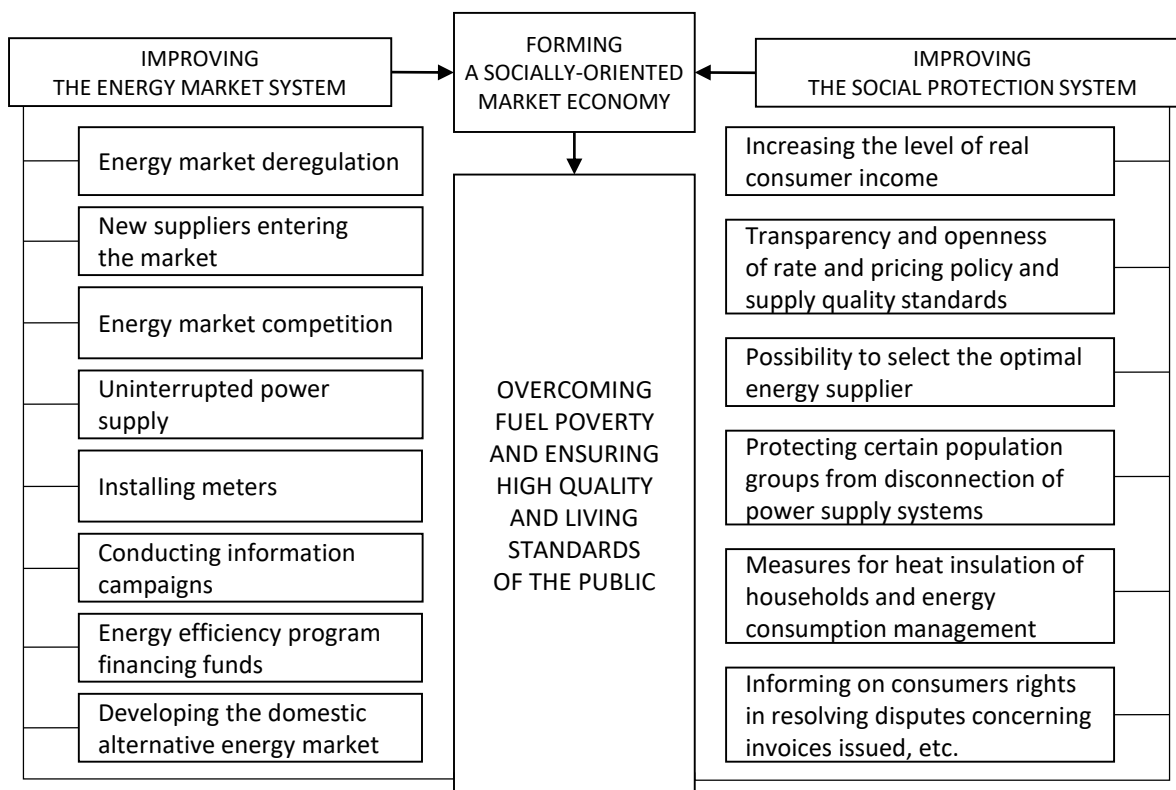 IMPROVING
THE ENERGY MARKET SYSTEM
FORMING
A SOCIALLY-ORIENTED
MARKET ECONOMY
IMPROVING
THE SOCIAL PROTECTION SYSTEM
Energy market deregulation
New suppliers entering
the market
Energy market competition
Uninterrupted power
supply
Installing meters
Conducting information
campaigns
Energy efficiency program
financing funds
Developing the domestic
alternative energy market
OVERCOMING
FUEL POVERTY
AND ENSURING
HIGH QUALITY
AND LIVING
STANDARDS
OF THE PUBLIC
Increasing the level of real
consumer income
Transparency and openness
of rate and pricing policy and
supply quality standards
Possibility to select the optimal
energy supplier
Protecting certain population
groups from disconnection of
power supply systems
Measures for heat insulation of
households and energy
consumption management
Informing on consumers rights
in resolving disputes concerning
invoices issued, etc.